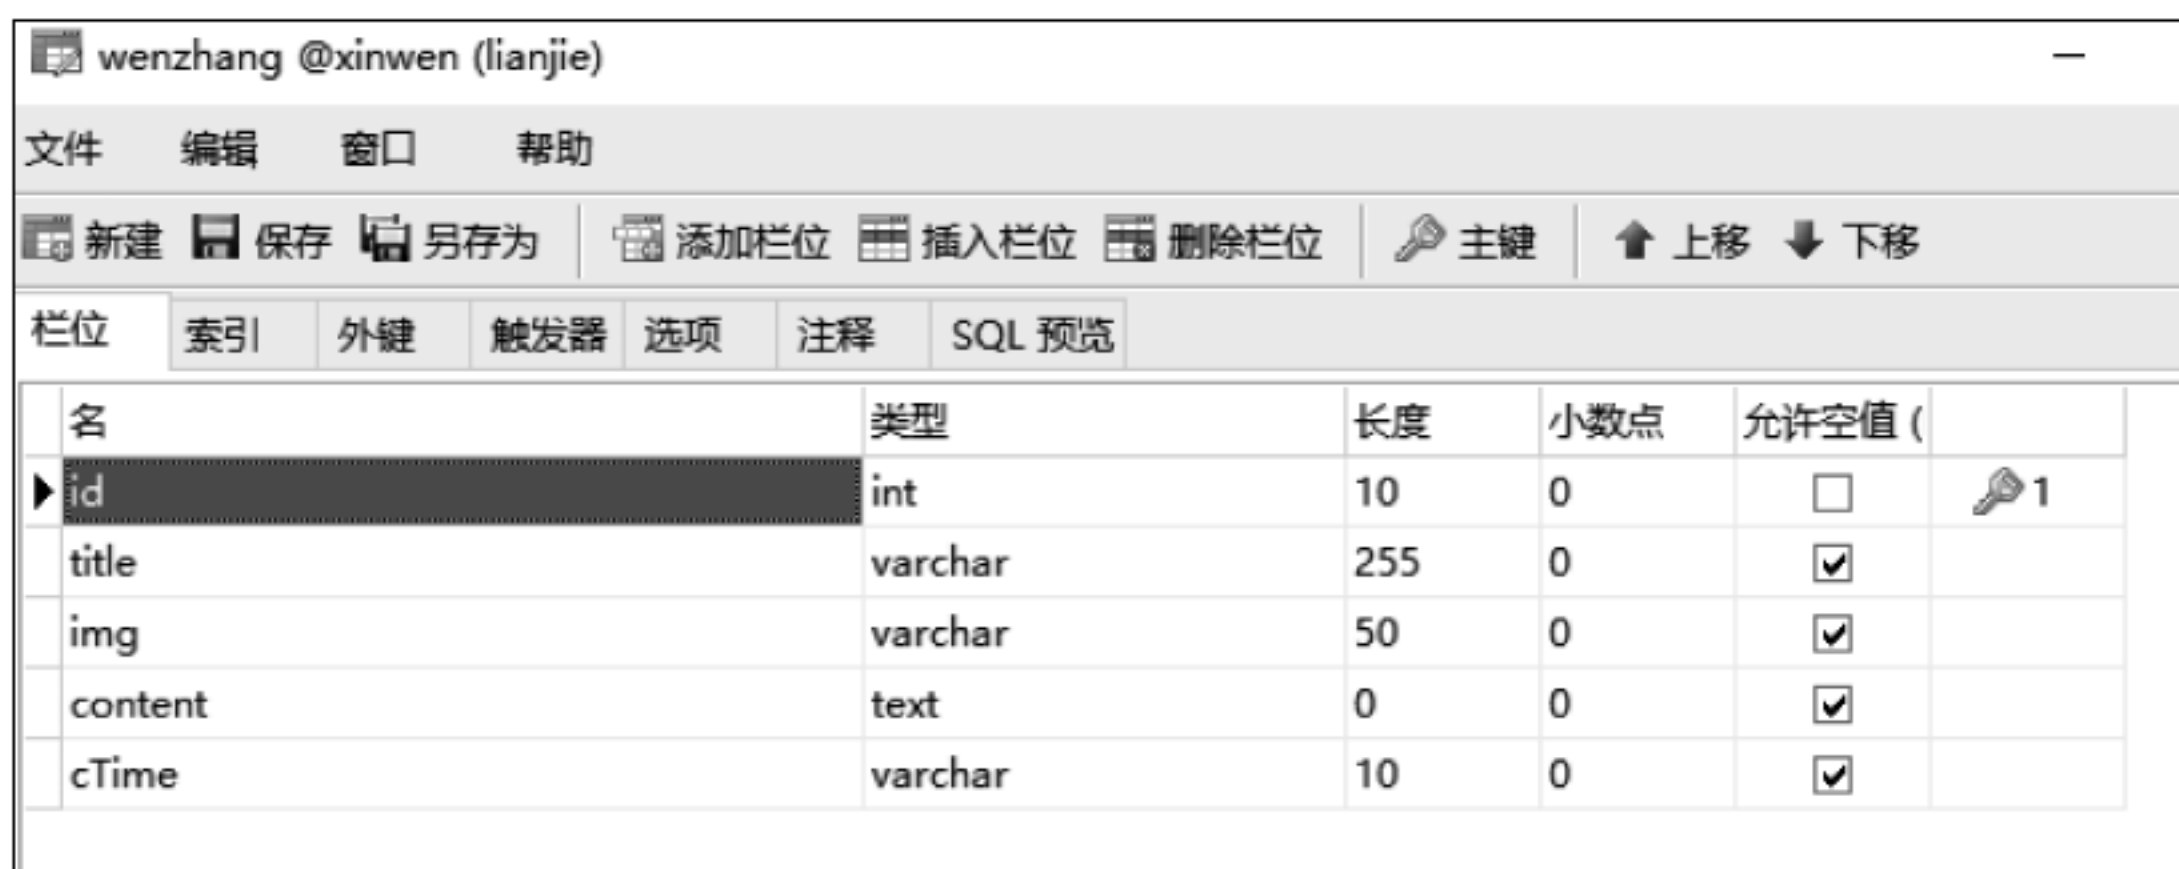 wenzhang @xinwen (lianjie)
文件 编辑 窗口 帮助
新建 保存 另存为 添加栏位 插入栏位 删除栏位 主键 上移 下移
栏位 索引 外键 触发器 选项 注释 SQL 预览
名 类型 长度 小数点 允许空值 (
id int 10 0 1
title varchar 255 0
img varchar 50 0
content text 0 0
cTime varchar 10 0